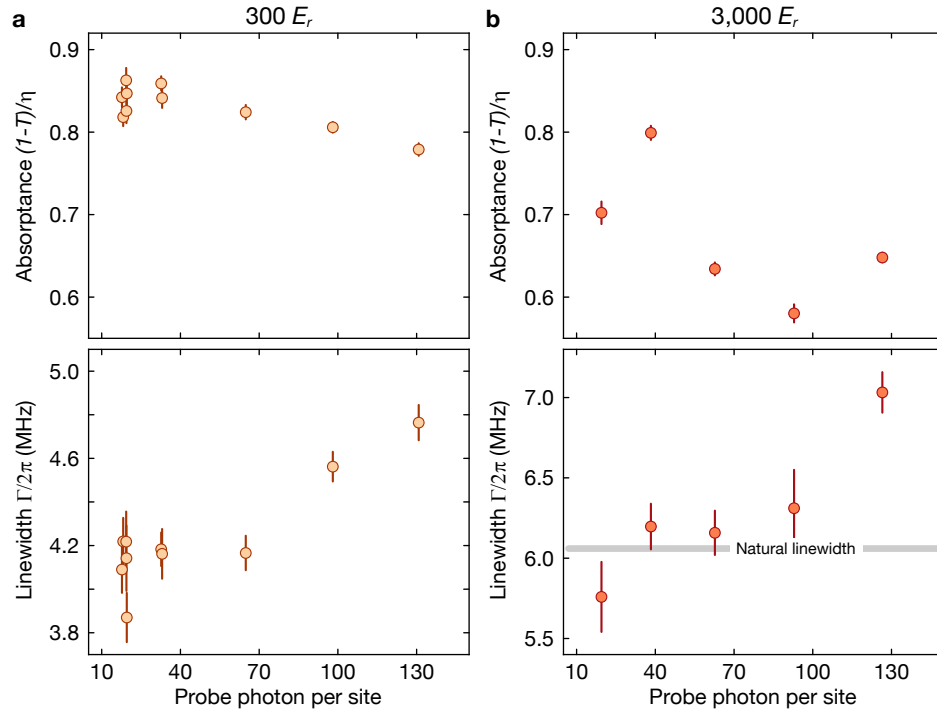 a 300 Eᵣ
0.9
0.8
0.7
0.6
Absorptance (1-T)/η
5.0
4.6
4.2
3.8
Linewidth Γ/2π (MHz)
10 40 70 100 130
Probe photon per site
b 3,000 Eᵣ
0.9
0.8
0.7
0.6
Absorptance (1-T)/η
7.0
6.5
6.0
5.5
Linewidth Γ/2π (MHz)
Natural linewidth
10 40 70 100 130
Probe photon per site